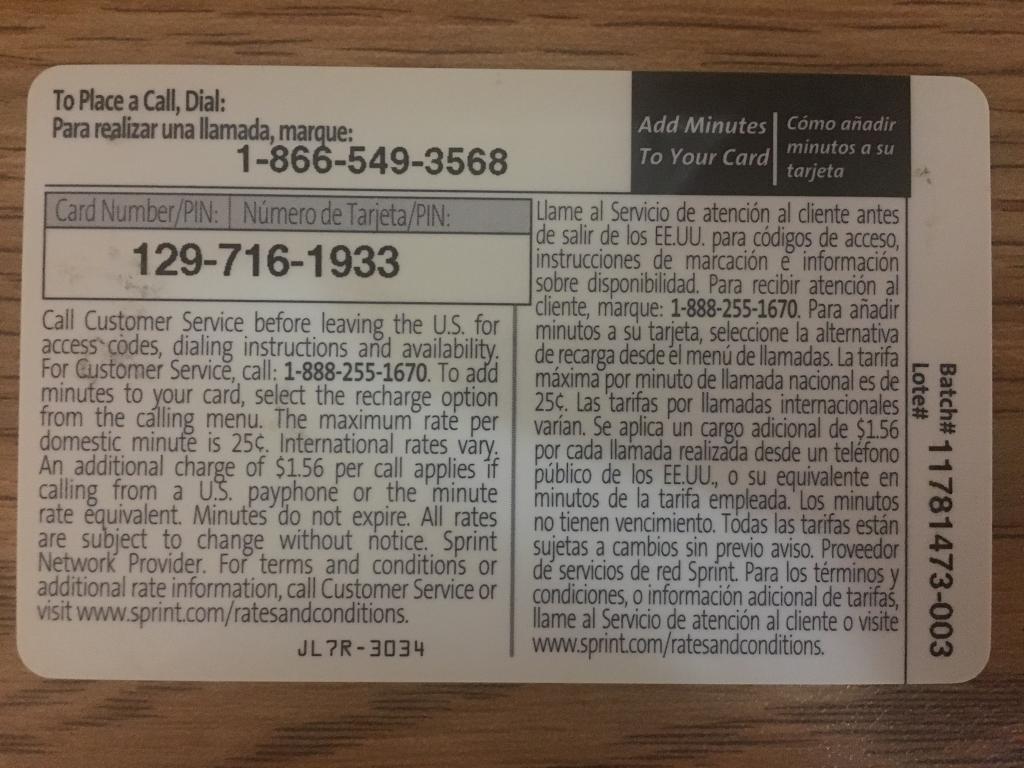 To Place a Call, Dial:
Para realizar una llamada, marque:
1-866-549-3568
Add Minutes
To Your Card
Cómo añadir
minutos a su
tarjeta
Card Number/PIN: Número de Tarjeta/PIN:
129-716-1933
Call Customer Service before leaving the U.S. for
access codes, dialing instructions and availability.
For Customer Service, call: 1-888-255-1670. To add
minutes to your card, select the recharge option
from the calling menu. The maximum rate per
domestic minute is 25¢. International rates vary.
An additional charge of $1.56 per call applies if
calling from a U.S. payphone or the minute
rate equivalent. Minutes do not expire. All rates
are subject to change without notice. Sprint
Network Provider. For terms and conditions or
additional rate information, call Customer Service or
visit www.sprint.com/ratesandconditions.
JL7R-3034
Llame al Servicio de atención al cliente antes
de salir de los EE.UU. para códigos de acceso,
instrucciones de marcación e información
sobre disponibilidad. Para recibir atención al
cliente, marque: 1-888-255-1670. Para añadir
minutos a su tarjeta, seleccione la alternativa
de recarga desde el menú de llamadas. La tarifa
máxima por minuto de llamada nacional es de
25¢. Las tarifas por llamadas internacionales
varían. Se aplica un cargo adicional de $1.56
por cada llamada realizada desde un teléfono
público de los EE.UU., o su equivalente en
minutos de la tarifa empleada. Los minutos
no tienen vencimiento. Todas las tarifas están
sujetas a cambios sin previo aviso. Proveedor
de servicios de red Sprint. Para los términos y
condiciones, o información adicional de tarifas,
llame al Servicio de atención al cliente o visite
www.sprint.com/ratesandconditions.
Batch# 11781473-003
Lote#